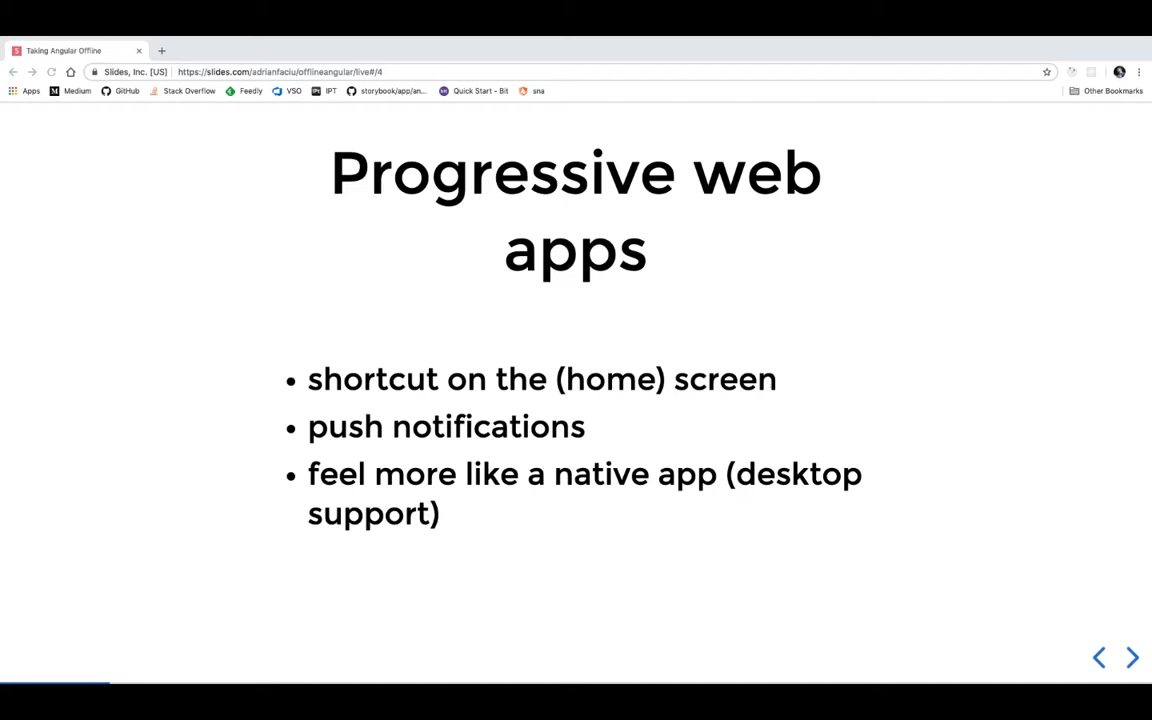 Taking Angular Offline
Slides, Inc. [US] https://slides.com/adrianfaciu/offlineangular/live#/4
Apps Medium GitHub Stack Overflow Feedly VSO IPT storybook/app/an... Quick Start - Bit sna Other Bookmarks
Progressive web
apps
• shortcut on the (home) screen
• push notifications
• feel more like a native app (desktop
support)